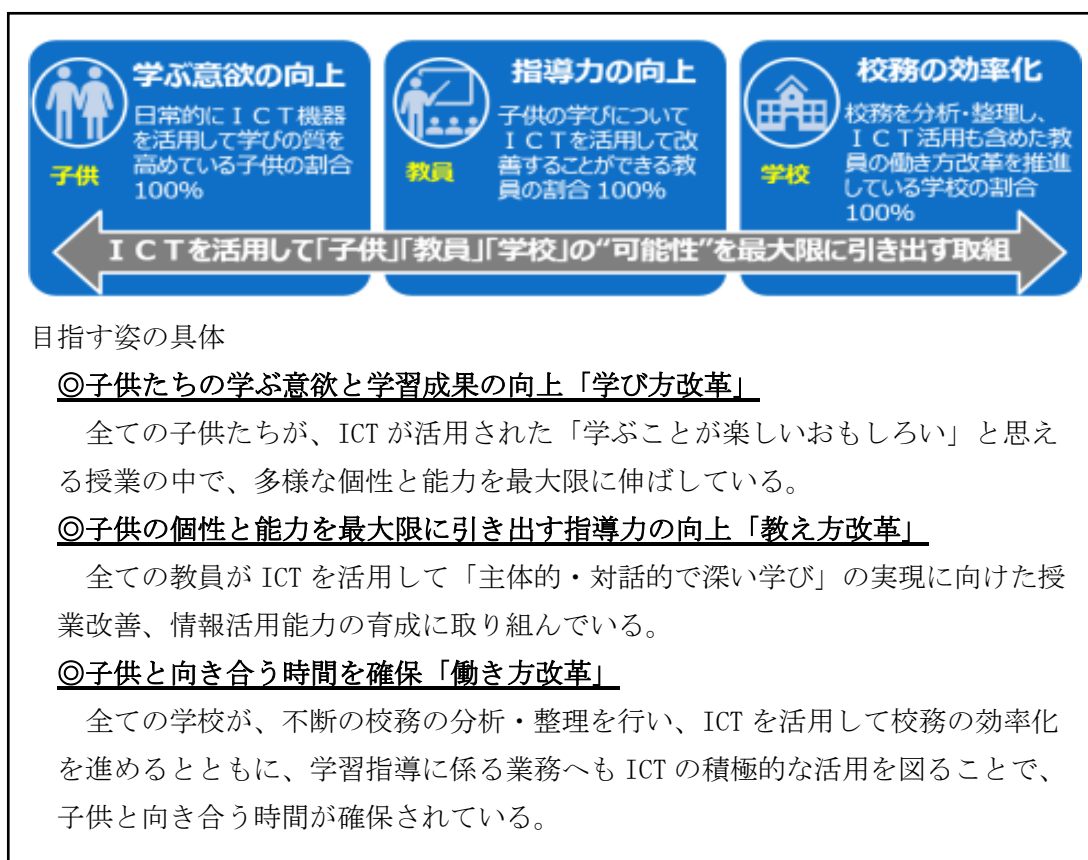 学ぶ意欲の向上
日常的にＩＣＴ機器
を活用して学びの質を
高めている子供の割合
100%
子供
指導力の向上
子供の学びについて
ＩＣＴを活用して改
善することができる教
員の割合 100%
教員
校務の効率化
校務を分析・整理し、
ＩＣＴ活用も含めた教
員の働き方改革を推進
している学校の割合
100%
学校
ＩＣＴを活用して「子供」「教員」「学校」の“可能性”を最大限に引き出す取組
目指す姿の具体
◎子供たちの学ぶ意欲と学習成果の向上「学び方改革」
全ての子供たちが、ICT が活用された「学ぶことが楽しいおもしろい」と思え
る授業の中で、多様な個性と能力を最大限に伸ばしている。
◎子供の個性と能力を最大限に引き出す指導力の向上「教え方改革」
全ての教員が ICT を活用して「主体的・対話的で深い学び」の実現に向けた授
業改善、情報活用能力の育成に取り組んでいる。
◎子供と向き合う時間を確保「働き方改革」
全ての学校が、不断の校務の分析・整理を行い、ICT を活用して校務の効率化
を進めるとともに、学習指導に係る業務へも ICT の積極的な活用を図ることで、
子供と向き合う時間が確保されている。